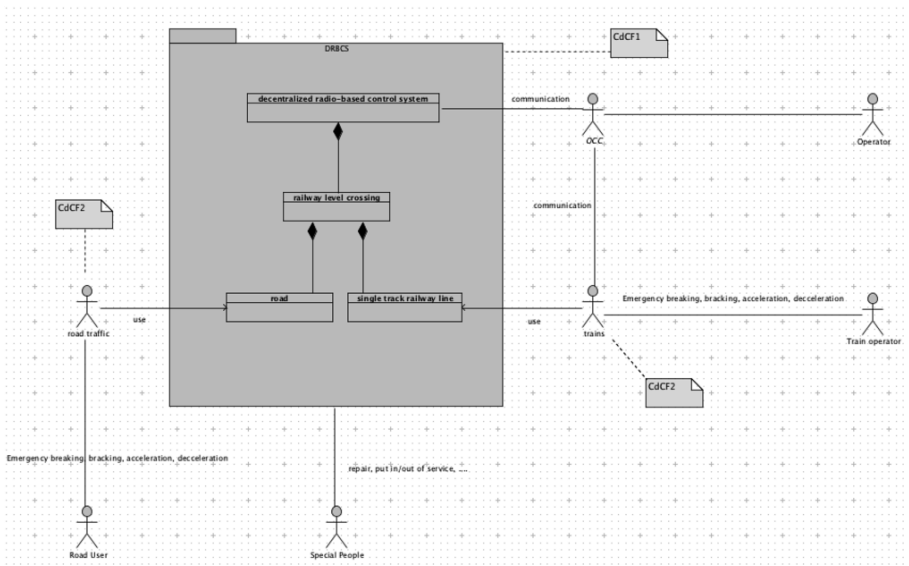 CdCF1
DRBCS
decentralized radio-based control system
communication
OCC
Operator
railway level crossing
communication
CdCF2
road
single track railway line
Emergency breaking, bracking, acceleration, decceleration
use
use
road traffic
trains
Train operator
CdCF2
Emergency breaking, bracking, acceleration, decceleration
repair, put in/out of service, ....
Road User
Special People